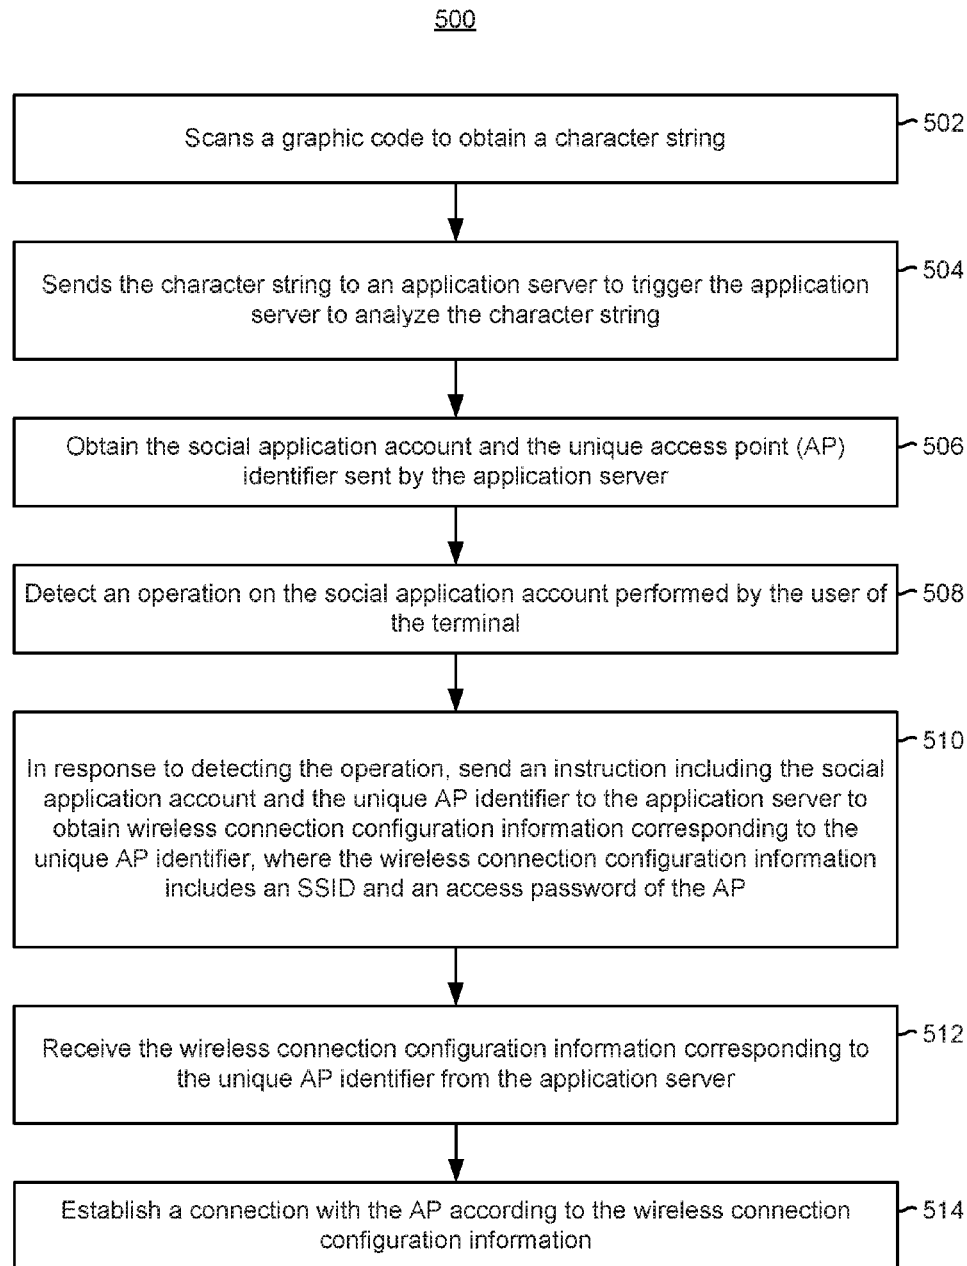 500
Scans a graphic code to obtain a character string
502
Sends the character string to an application server to trigger the application
server to analyze the character string
504
Obtain the social application account and the unique access point (AP)
identifier sent by the application server
506
Detect an operation on the social application account performed by the user of
the terminal
508
In response to detecting the operation, send an instruction including the social
application account and the unique AP identifier to the application server to
obtain wireless connection configuration information corresponding to the
unique AP identifier, where the wireless connection configuration information
includes an SSID and an access password of the AP
510
Receive the wireless connection configuration information corresponding to
the unique AP identifier from the application server
512
Establish a connection with the AP according to the wireless connection
configuration information
514